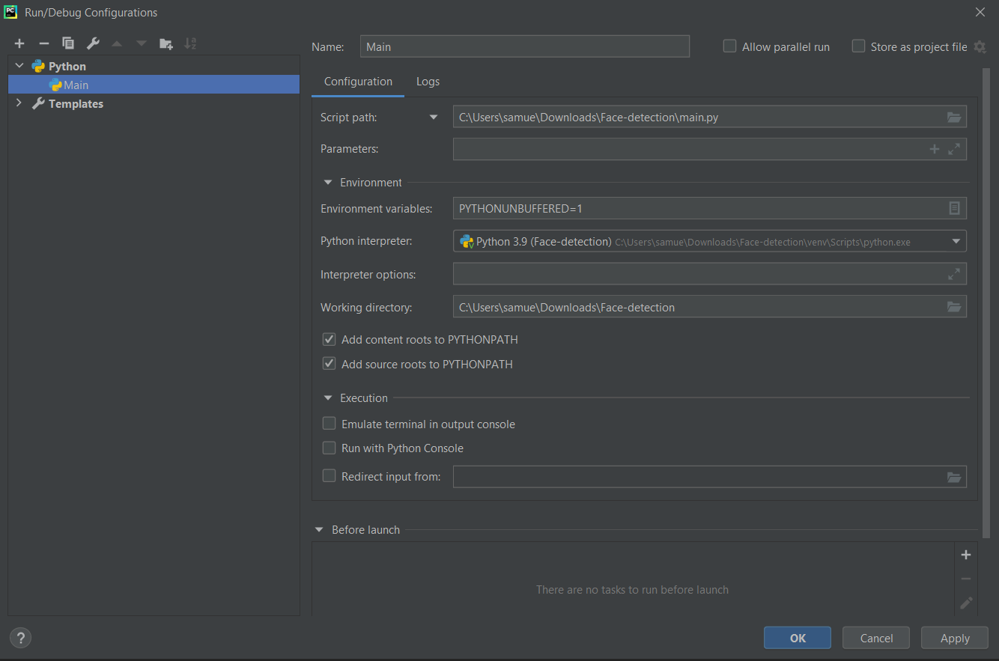 PC
Run/Debug Configurations
Python
Main
Templates
Name: Main
Allow parallel run
Store as project file
Configuration Logs
Script path: C:\Users\samue\Downloads\Face-detection\main.py
Parameters:
Environment
Environment variables: PYTHONUNBUFFERED=1
Python interpreter: Python 3.9 (Face-detection) C:\Users\samue\Downloads\Face-detection\venv\Scripts\python.exe
Interpreter options:
Working directory: C:\Users\samue\Downloads\Face-detection
Add content roots to PYTHONPATH
Add source roots to PYTHONPATH
Execution
Emulate terminal in output console
Run with Python Console
Redirect input from:
Before launch
There are no tasks to run before launch
? OK Cancel Apply